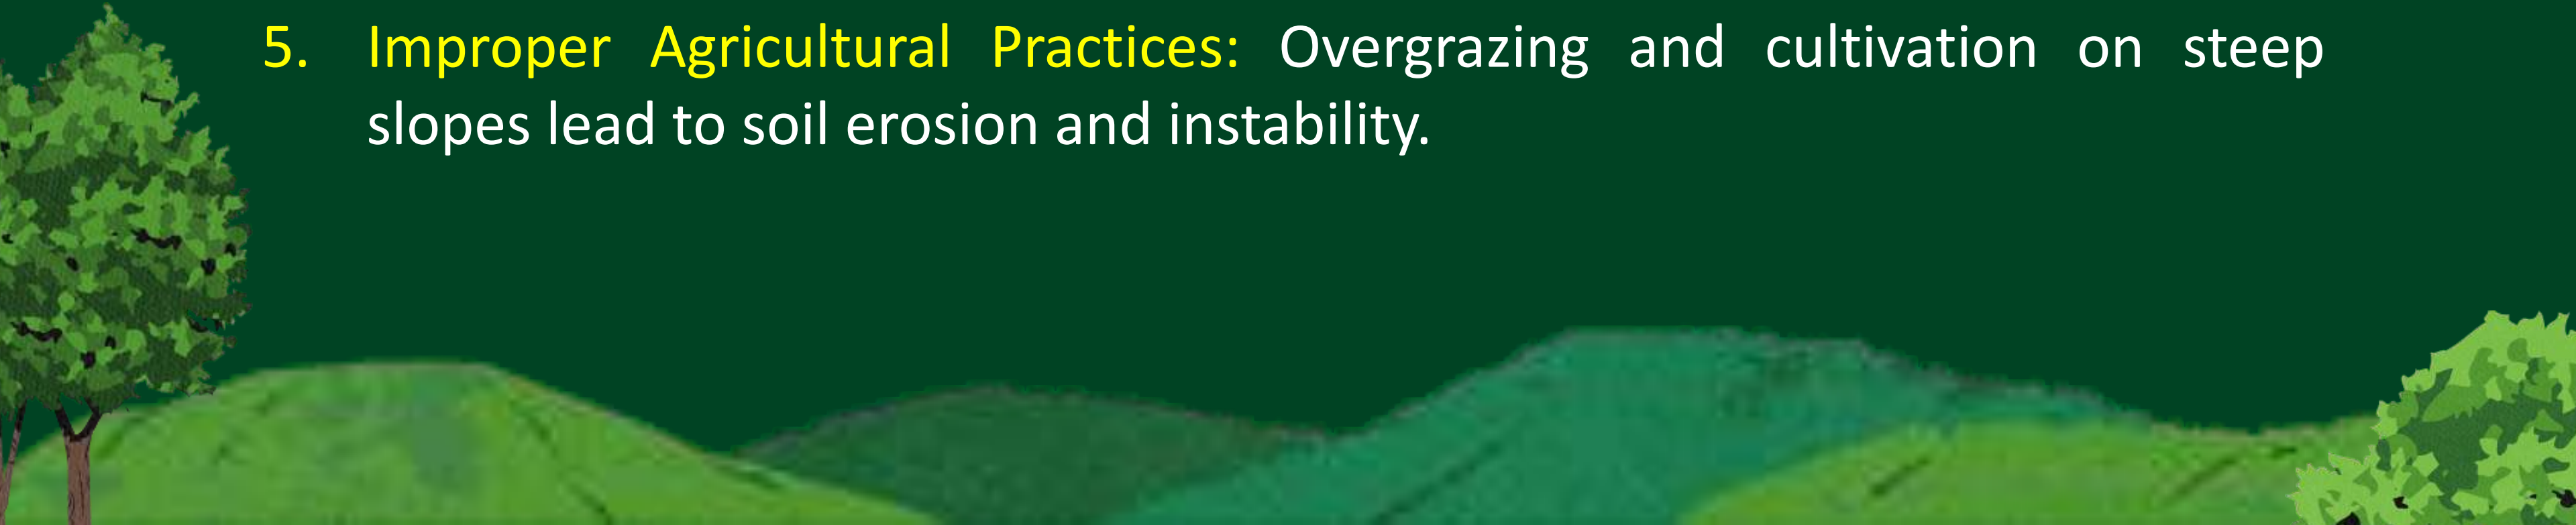 5. Improper Agricultural Practices: Overgrazing and cultivation on steep
slopes lead to soil erosion and instability.